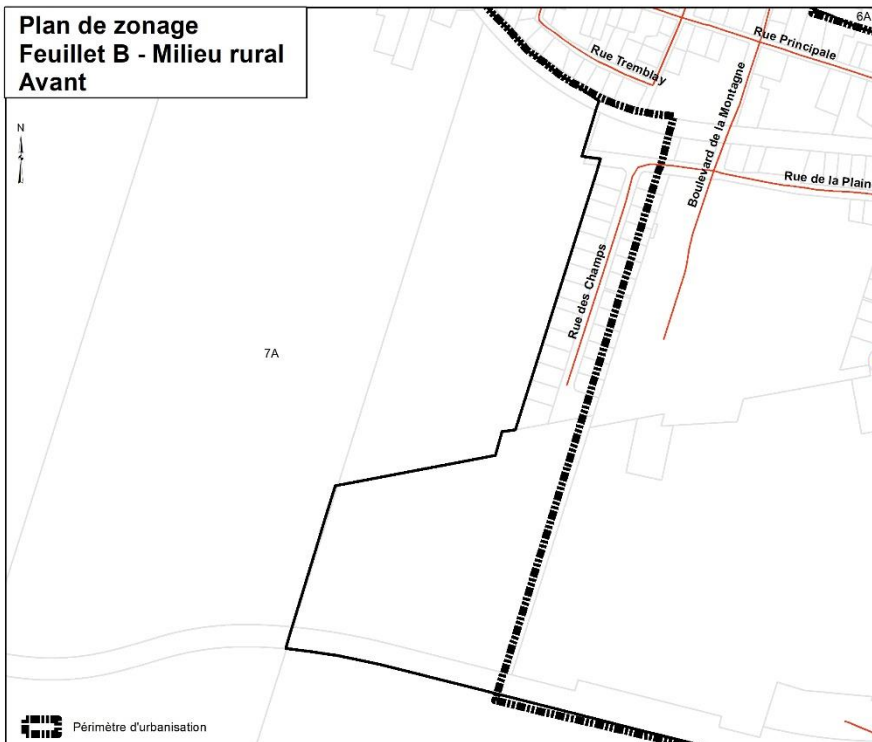 Plan de zonage
Feuillet B - Milieu rural
Avant
6A
Rue Principale
Rue Tremblay
Boulevard de la Montagne
N
Rue de la Plain
Rue des Champs
7A
Périmètre d'urbanisation